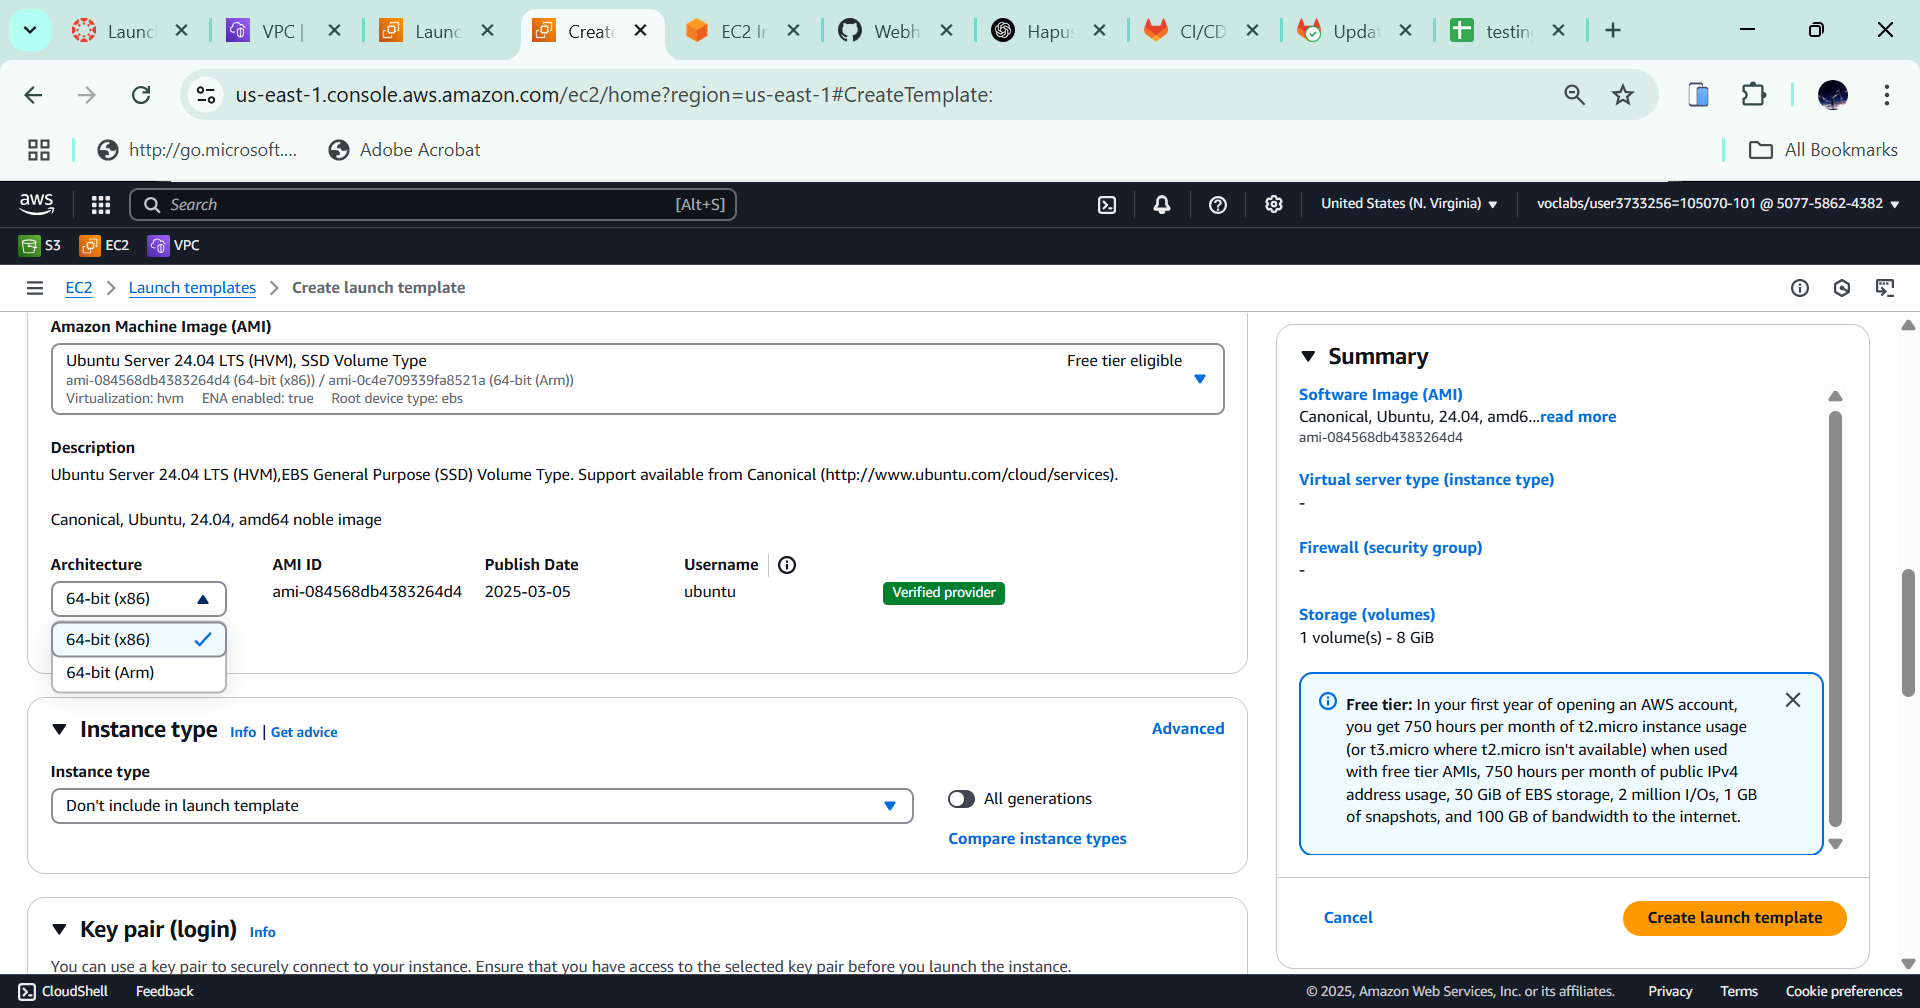 Launc
VPC |
Launc
Create
EC2 In
Webh
Hapus
CI/CD
Updat
testing
us-east-1.console.aws.amazon.com/ec2/home?region=us-east-1#CreateTemplate:
http://go.microsoft....
Adobe Acrobat
All Bookmarks
aws
Search
[Alt+S]
United States (N. Virginia)
voclabs/user3733256=105070-101 @ 5077-5862-4382
S3
EC2
VPC
EC2
Launch templates
Create launch template
Amazon Machine Image (AMI)
Ubuntu Server 24.04 LTS (HVM), SSD Volume Type
Free tier eligible
ami-084568db4383264d4 (64-bit (x86)) / ami-0c4e709339fa8521a (64-bit (Arm))
Virtualization: hvm ENA enabled: true Root device type: ebs
Description
Ubuntu Server 24.04 LTS (HVM),EBS General Purpose (SSD) Volume Type. Support available from Canonical (http://www.ubuntu.com/cloud/services).
Canonical, Ubuntu, 24.04, amd64 noble image
Architecture
AMI ID
Publish Date
Username
64-bit (x86)
ami-084568db4383264d4
2025-03-05
ubuntu
Verified provider
64-bit (x86)
64-bit (Arm)
Instance type
Info | Get advice
Advanced
Instance type
Don't include in launch template
All generations
Compare instance types
Key pair (login)
Info
You can use a key pair to securely connect to your instance. Ensure that you have access to the selected key pair before you launch the instance.
Summary
Software Image (AMI)
Canonical, Ubuntu, 24.04, amd6...read more
ami-084568db4383264d4
Virtual server type (instance type)
-
Firewall (security group)
-
Storage (volumes)
1 volume(s) - 8 GiB
Free tier: In your first year of opening an AWS account,
you get 750 hours per month of t2.micro instance usage
(or t3.micro where t2.micro isn't available) when used
with free tier AMIs, 750 hours per month of public IPv4
address usage, 30 GiB of EBS storage, 2 million I/Os, 1 GB
of snapshots, and 100 GB of bandwidth to the internet.
Cancel
Create launch template
CloudShell
Feedback
© 2025, Amazon Web Services, Inc. or its affiliates.
Privacy
Terms
Cookie preferences